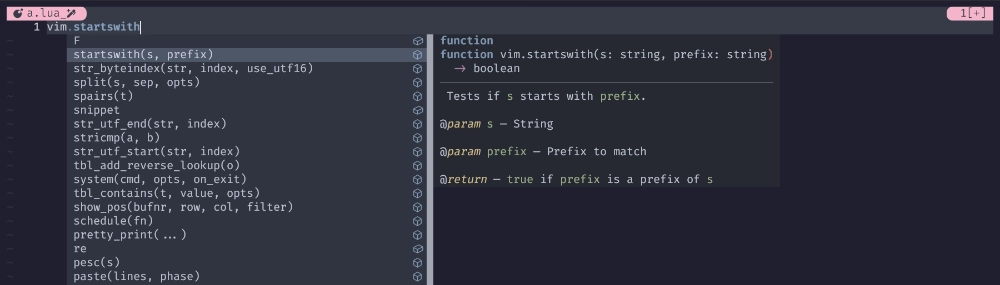 a.lua
1[+]
1 vim.startswith
F
startswith(s, prefix)
str_byteindex(str, index, use_utf16)
split(s, sep, opts)
spairs(t)
snippet
str_utf_end(str, index)
stricmp(a, b)
str_utf_start(str, index)
tbl_add_reverse_lookup(o)
system(cmd, opts, on_exit)
tbl_contains(t, value, opts)
show_pos(bufnr, row, col, filter)
schedule(fn)
pretty_print(...)
re
pesc(s)
paste(lines, phase)
function
function vim.startswith(s: string, prefix: string)
→ boolean
Tests if s starts with prefix.
@param s — String
@param prefix — Prefix to match
@return — true if prefix is a prefix of s